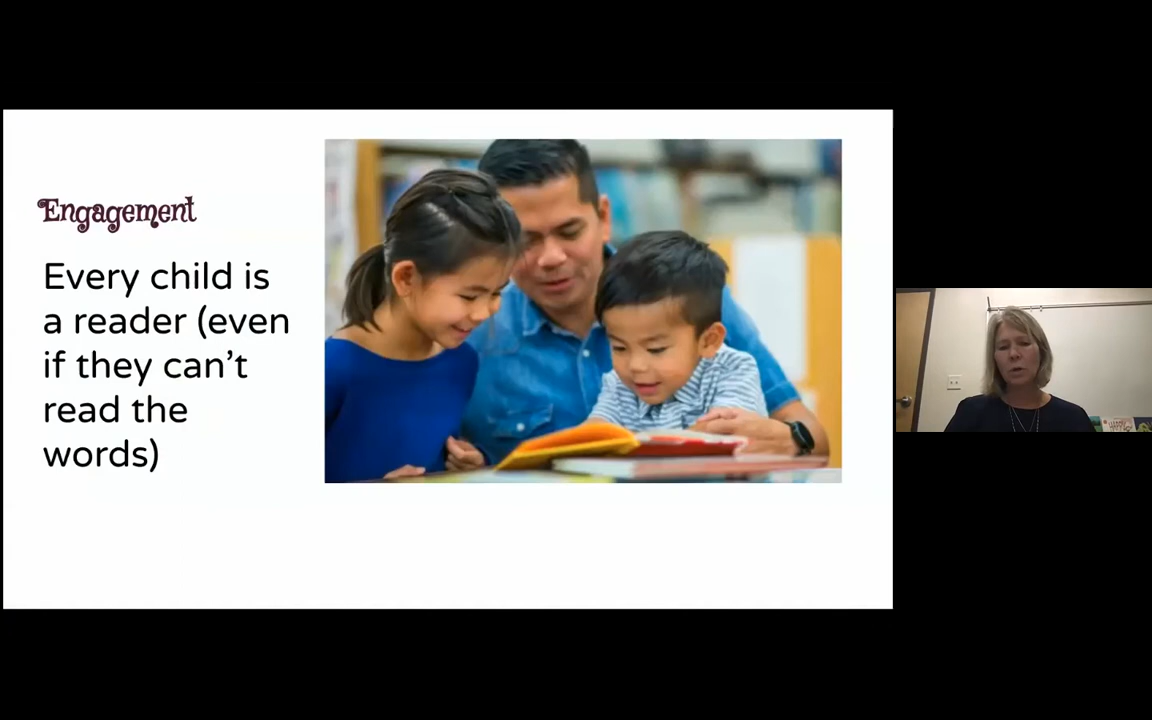 Engagement
Every child is
a reader (even
if they can't
read the
words)